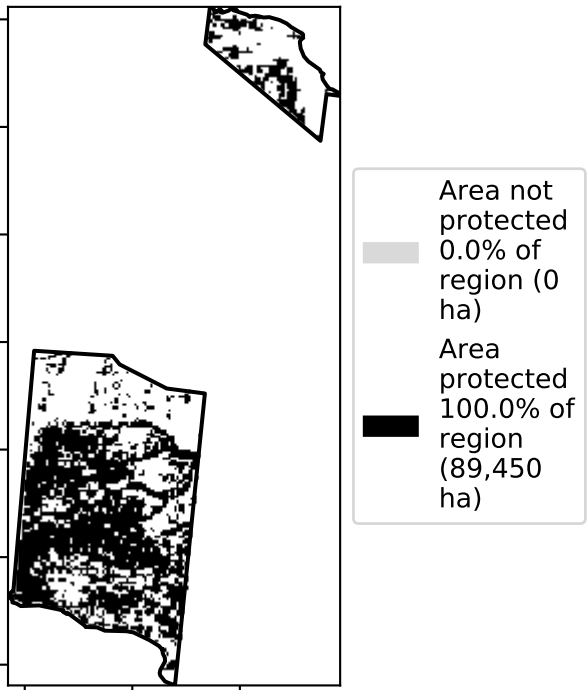 Area not
protected
0.0% of
region (0
ha)
Area
protected
100.0% of
region
(89,450
ha)